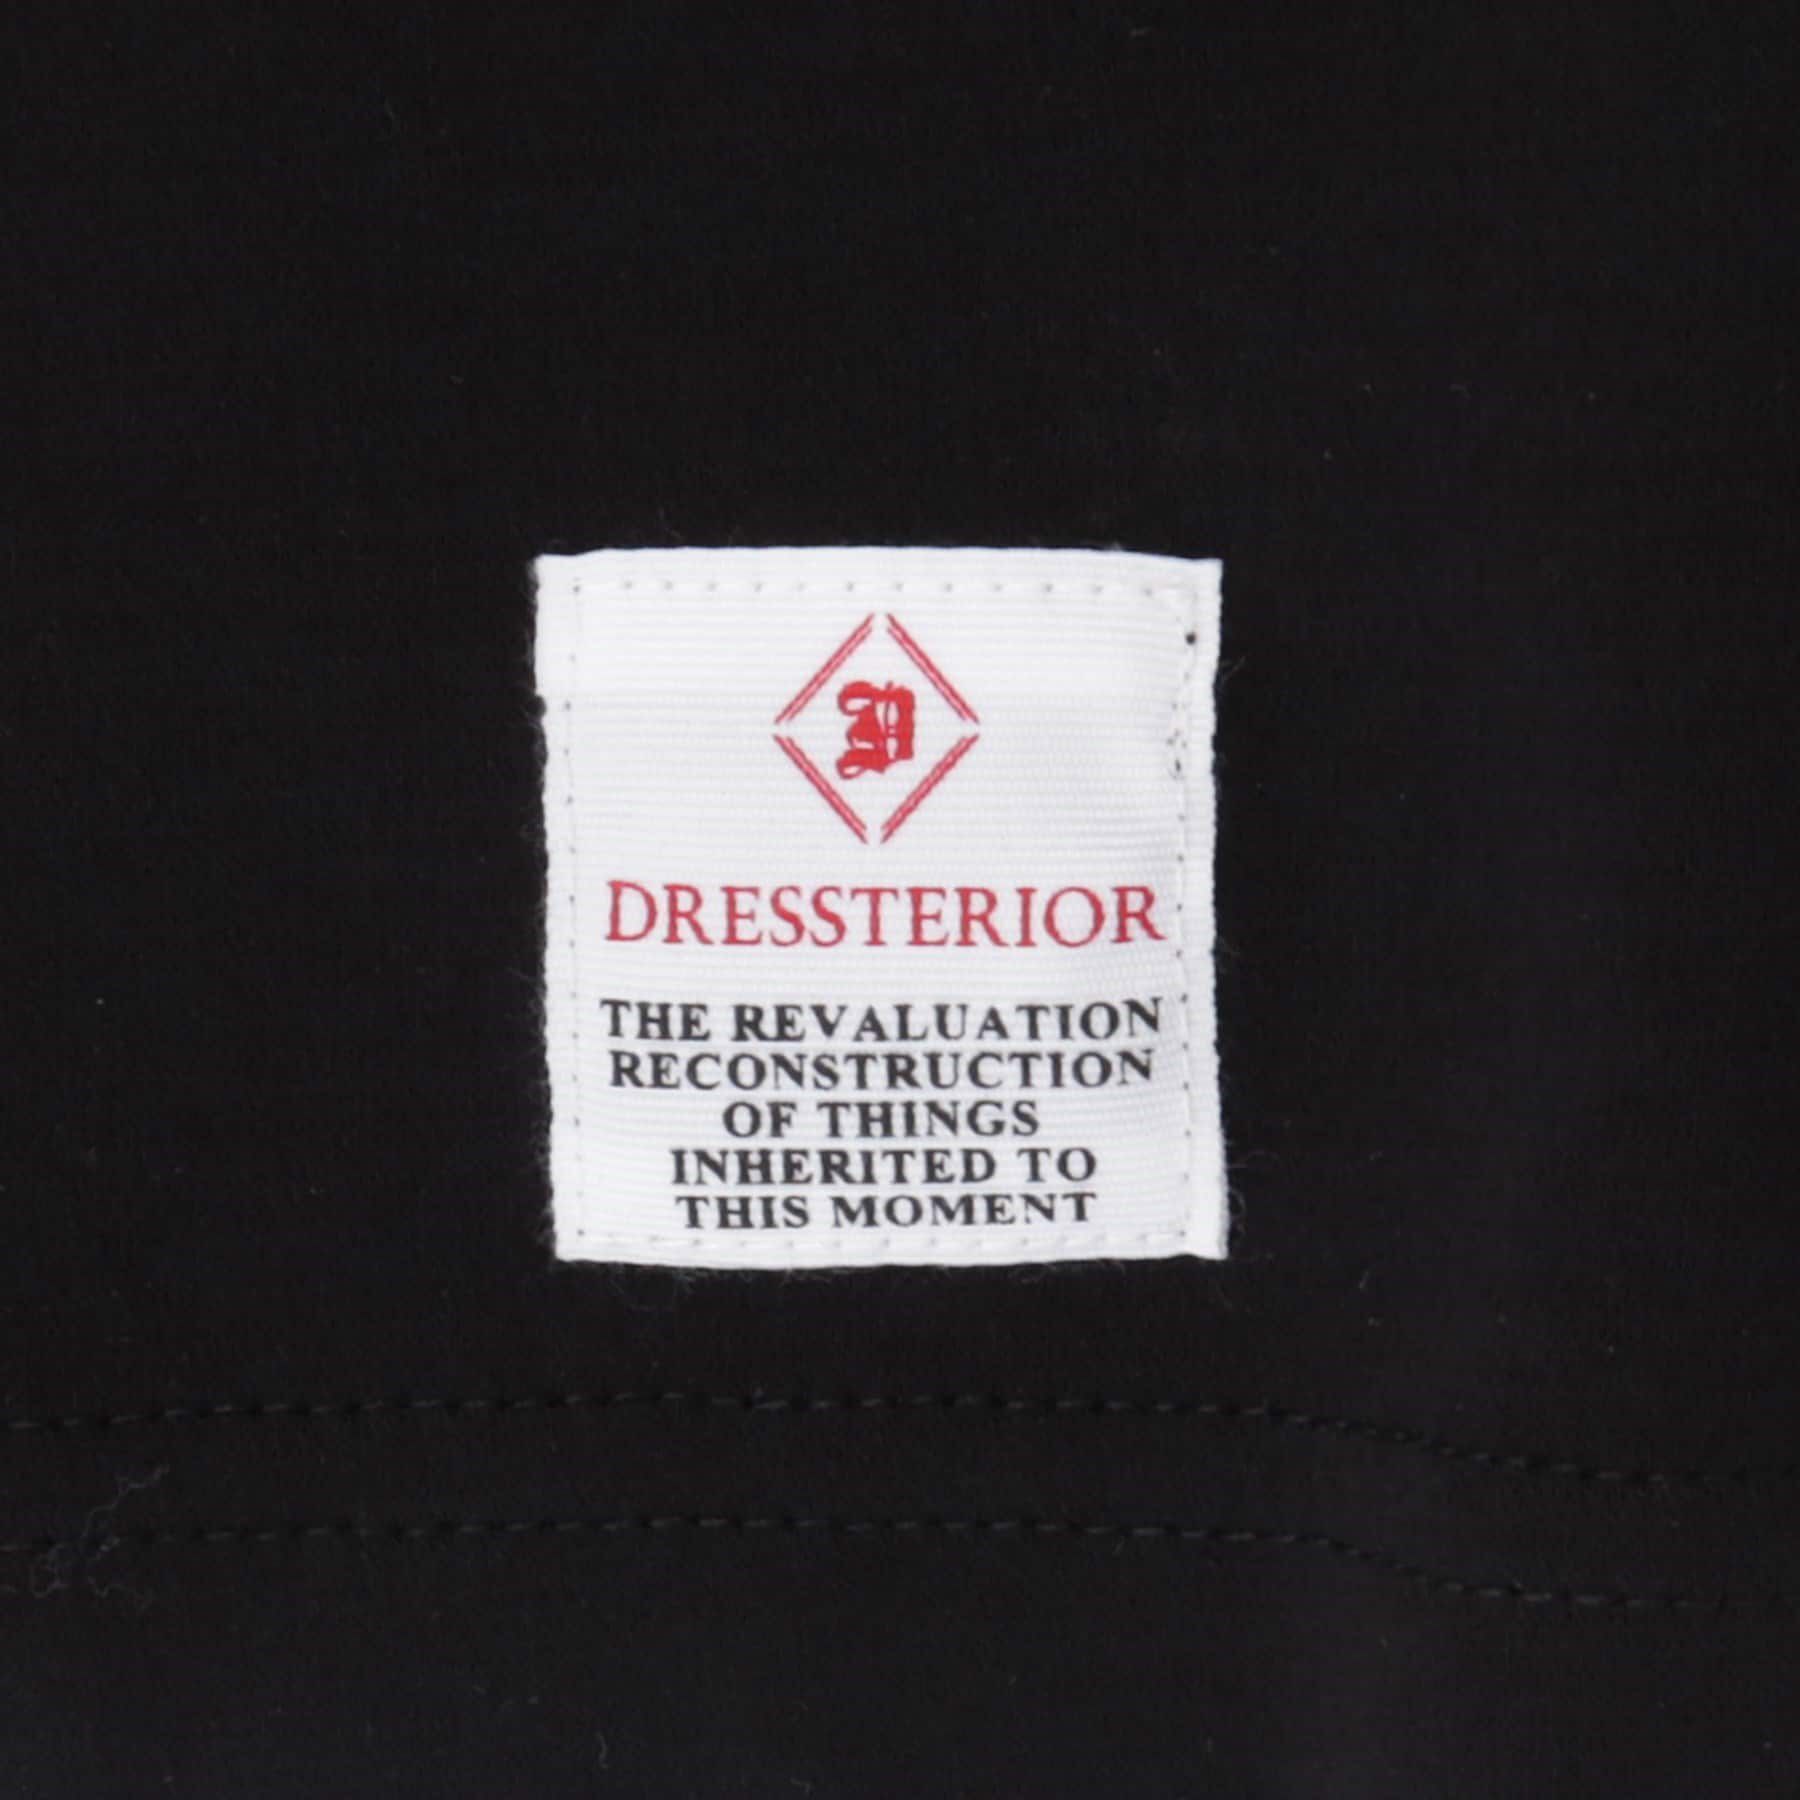 D
DRESSTERIOR
THE REVALUATION
RECONSTRUCTION
OF THINGS
INHERITED TO
THIS MOMENT